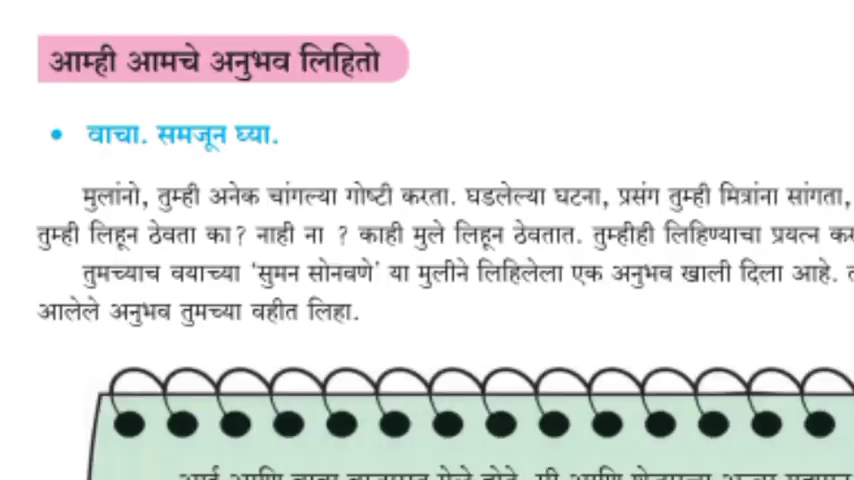 आम्ही आमचे अनुभव लिहितो
• वाचा. समजून घ्या.
मुलांनो, तुम्ही अनेक चांगल्या गोष्टी करता. घडलेल्या घटना, प्रसंग तुम्ही मित्रांना सांगता,
तुम्ही लिहून ठेवता का? नाही ना ? काही मुले लिहून ठेवतात. तुम्हीही लिहिण्याचा प्रयत्न
तुमच्याच वयाच्या ‘सुमन सोनवणे’ या मुलीने लिहिलेला एक अनुभव खाली दिला आहे.
आलेले अनुभव तुमच्या वहीत लिहा.